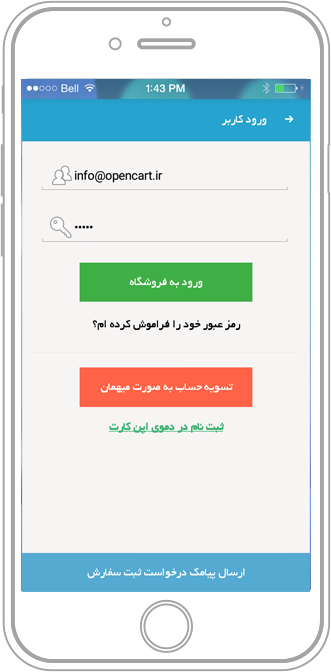 Bell 1:43 PM
ورود کاربر
info@opencart.ir
•••••
ورود به فروشگاه
رمز عبور خود را فراموش کرده ام؟
تسویه حساب به صورت میهمان
ثبت نام در دموی اپن کارت
ارسال پیامک درخواست ثبت سفارش